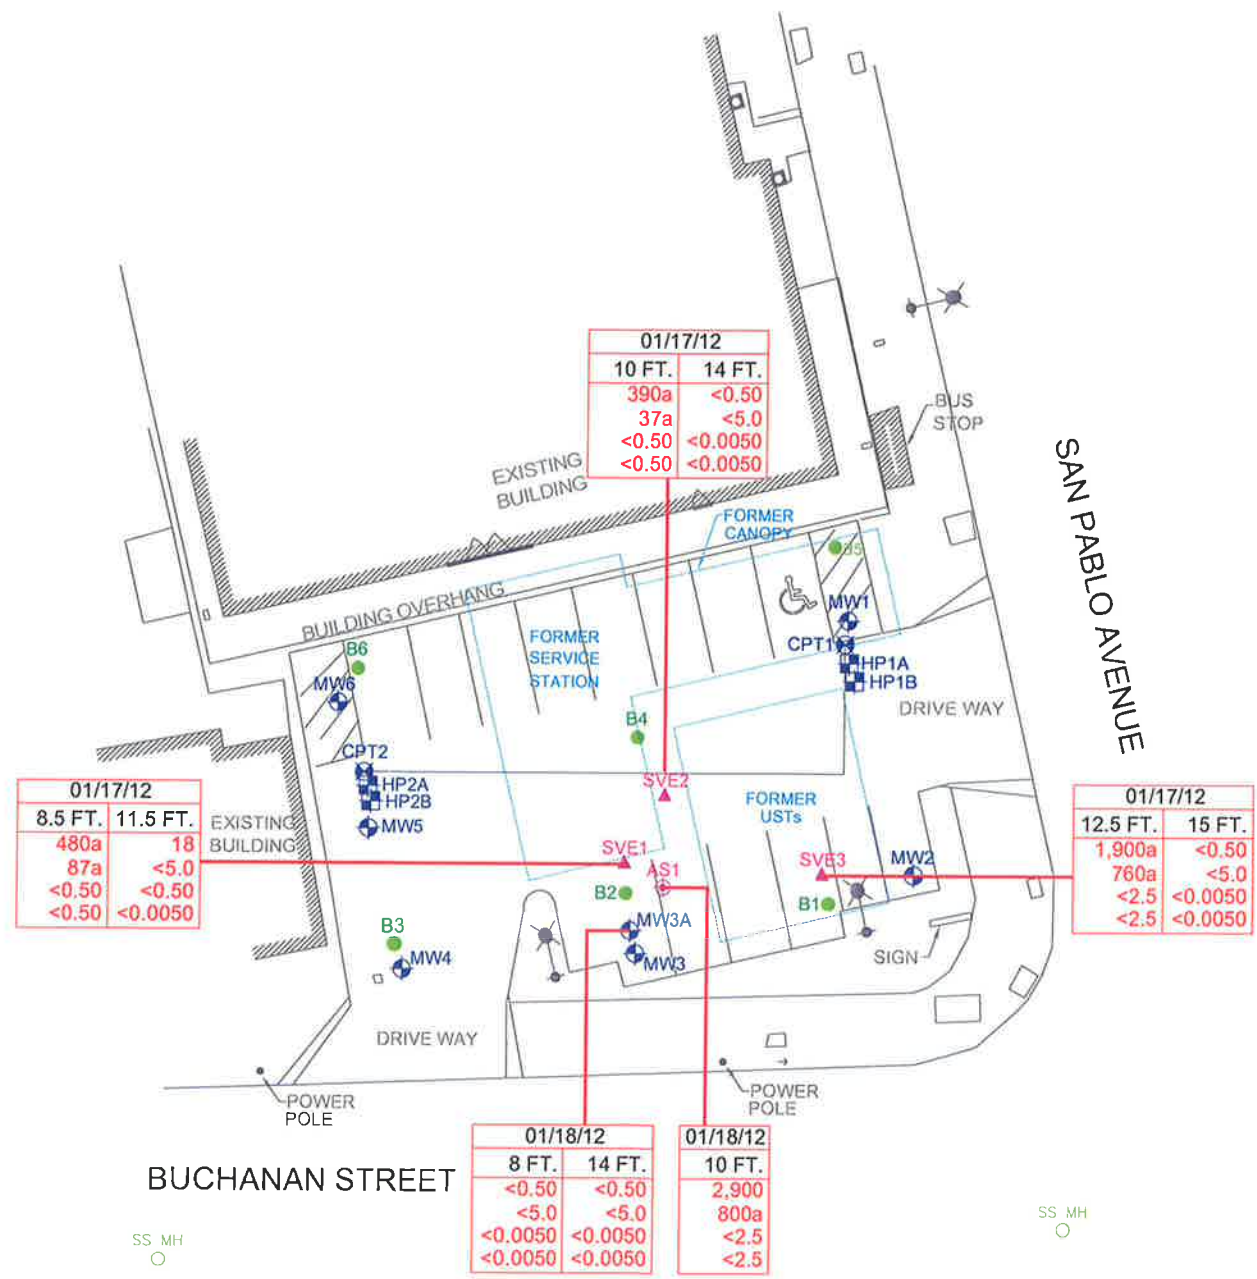 01/17/12
10 FT. 14 FT.
390a <0.50
37a <5.0
<0.50 <0.0050
<0.50 <0.0050
BUS
STOP
EXISTING
BUILDING
SAN PABLO AVENUE
FORMER
CANOPY
B5
BUILDING OVERHANG
MW1
FORMER
SERVICE
STATION
CPT1
B6
HP1A
HP1B
MW6
DRIVE WAY
B4
CPT2
SVE2
HP2A
HP2B
FORMER
USTs
MW5
01/17/12
8.5 FT. 11.5 FT.
480a 18
87a <5.0
<0.50 <0.50
<0.50 <0.0050
EXISTING
BUILDING
01/17/12
12.5 FT. 15 FT.
1,900a <0.50
760a <5.0
<2.5 <0.0050
<2.5 <0.0050
SVE1
SVE3
MW2
AS1
B2
B1
B3
MW3A
MW4
MW3
SIGN
DRIVE WAY
POWER
POLE
POWER
POLE
BUCHANAN STREET
01/18/12
8 FT. 14 FT.
<0.50 <0.50
<5.0 <5.0
<0.0050 <0.0050
<0.0050 <0.0050
01/18/12
10 FT.
2,900
800a
<2.5
<2.5
SS MH
SS MH